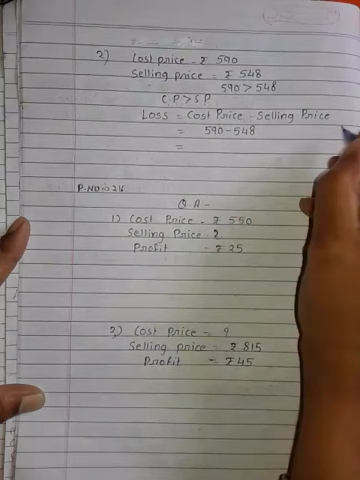 2) Cost price - ₹ 590
Selling price = ₹ 548
590 > 548
C.P > S.P
Loss = Cost Price - Selling Price
= 590 - 548
=
P.NO:- 24
Q.A -
1) Cost Price - ₹ 550
Selling Price - ?
Profit - ₹ 25
2) Cost price = ?
Selling price = ₹ 815
Profit = ₹ 45